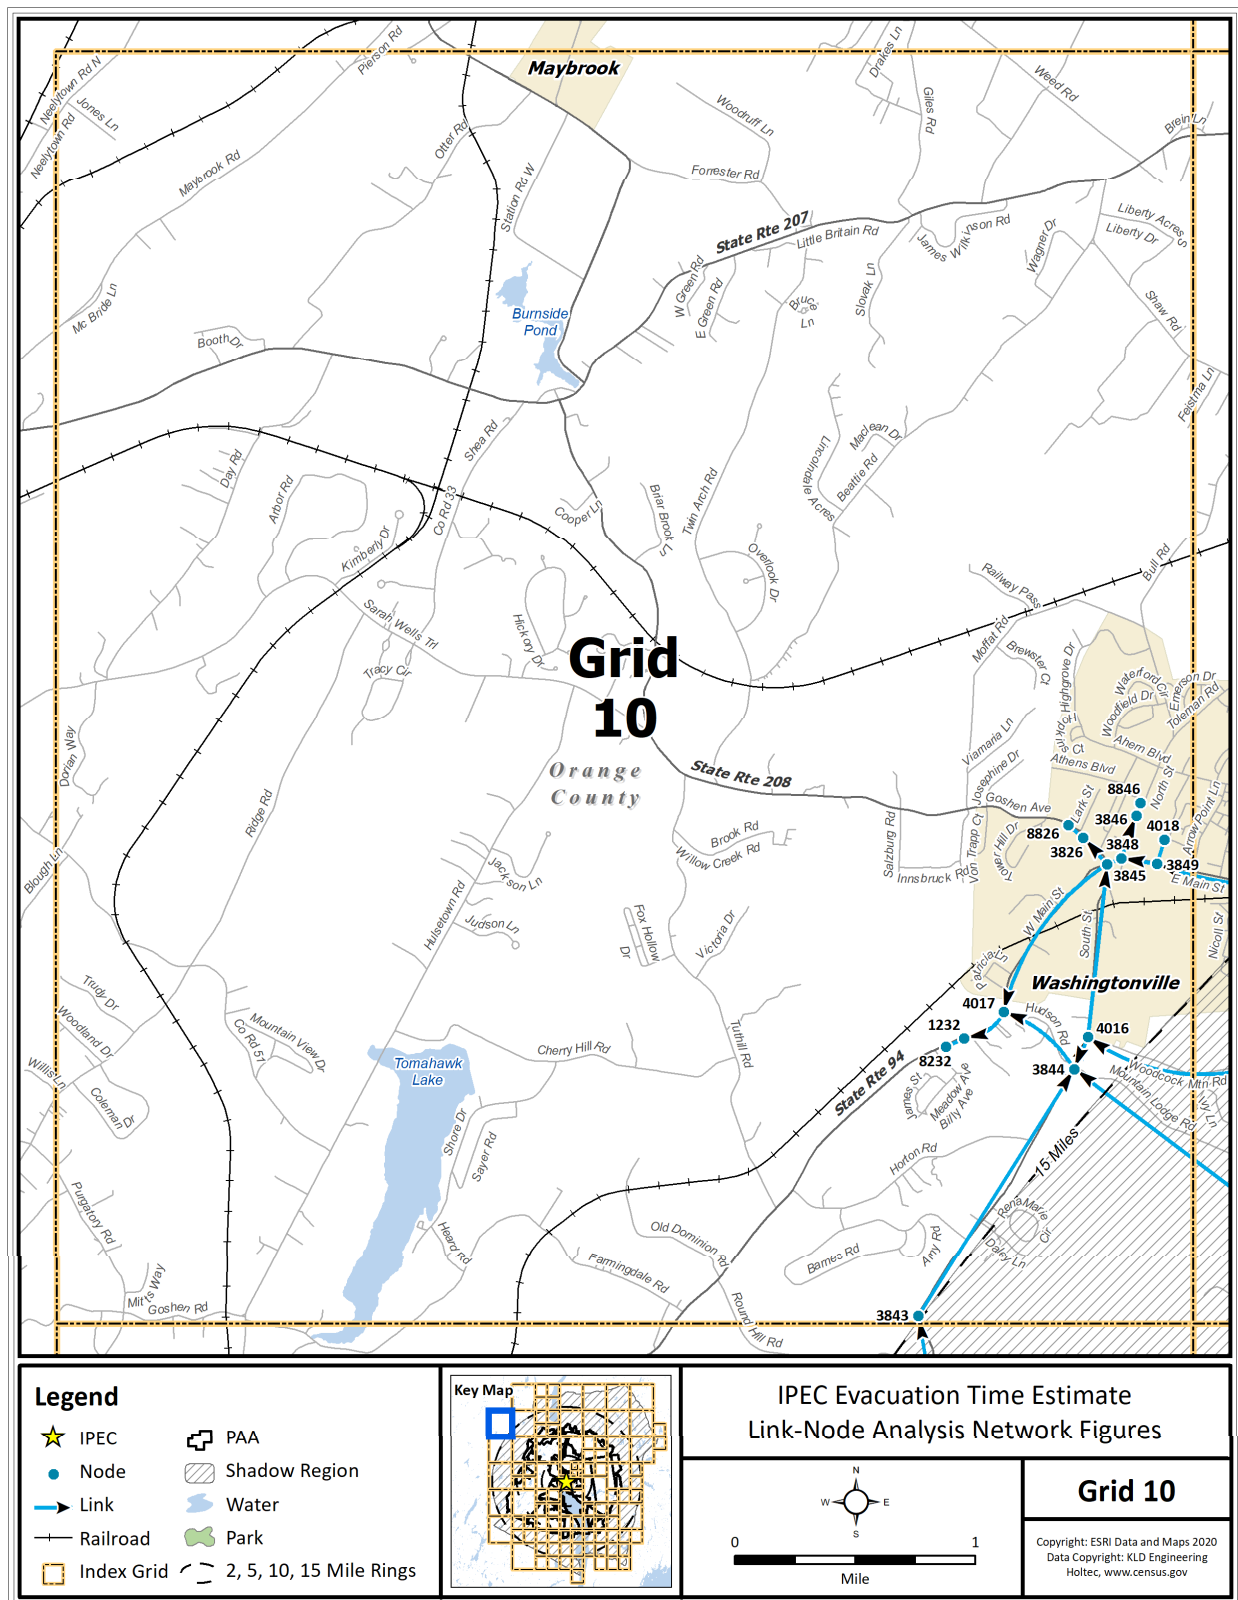 Maybrook
Pierson Rd
Neelytown Rd N
Jones Ln
Neelytown Rd
Maybrook Rd
Otter Rd
Station Rd W
Woodruff Ln
Forrester Rd
Drakes Ln
Giles Rd
Weed Rd
Brein Ln
State Rte 207
Little Britain Rd
James Wilkinson Rd
Wagner Dr
Liberty Acres
S
Liberty Dr
Shaw Rd
Feistma Ln
Mc Bride Ln
Booth Dr
Burnside
Pond
W Green Rd
E Green Rd
Bruce
Ln
Slovak Ln
Shea Rd
Day Rd
Arbor Rd
Co Rd 33
Kimberly Dr
Cooper Ln
Briar Brook
Ln
Twin Arch Rd
Lincolndale Acres
Maclean Dr
Beattie Rd
Overlook Dr
Bull Rd
Railway Pass
Moffat Rd
Brewster Ct
Sarah Wells Trl
Tracy Cir
Hickory Dr
Grid
10
Highgrove Dr
Hopkins Ct
Waterford Cir
Woodfield Dr
Emerson Dr
Toleman Rd
Ahern Blvd
Athens Blvd
North St
Arrow Point Ln
Dorian Way
Orange
County
State Rte 208
Viamaria Ln
Josephine Dr
Goshen Ave
Lark St
8846
3846
4018
8826
3826
3848
3849
3845
E Main St
Ridge Rd
Brook Rd
Willow Creek Rd
Salzburg Rd
Innsbruck Rd
Von Trapp Ct
Tower Hill Dr
Blough Ln
Jackson Ln
Hulsetown Rd
Judson Ln
Fox Hollow
Dr
Victoria Dr
W Main St
South St
Nicoll St
Patricia Ln
Washingtonville
Trudy Dr
Woodland Dr
Co Rd 51
Mountain View Dr
Willis Ln
Coleman Dr
Tomahawk
Lake
Cherry Hill Rd
Tuthill Rd
4017
1232
8232
Hudson Rd
4016
3844
State Rte 94
James St
Meadow Ave
Billy Ave
Woodcock Mtn Rd
Mountain Lodge Rd
Ivy Ln
Shore Dr
Sayer Rd
Horton Rd
15 Miles
Purgatory Rd
Heard Rd
Old Dominion Rd
Farmingdale Rd
Barnes Rd
Amy Rd
RenaMarie
Cir
Daisy Ln
Mitts Way
Goshen Rd
Round Hill Rd
3843
Legend
IPEC
Node
Link
Railroad
Index Grid
PAA
Shadow Region
Water
Park
2, 5, 10, 15 Mile Rings
Key Map
IPEC Evacuation Time Estimate
Link-Node Analysis Network Figures
N
W E
S
0 1
Mile
Grid 10
Copyright: ESRI Data and Maps 2020
Data Copyright: KLD Engineering
Holtec, www.census.gov